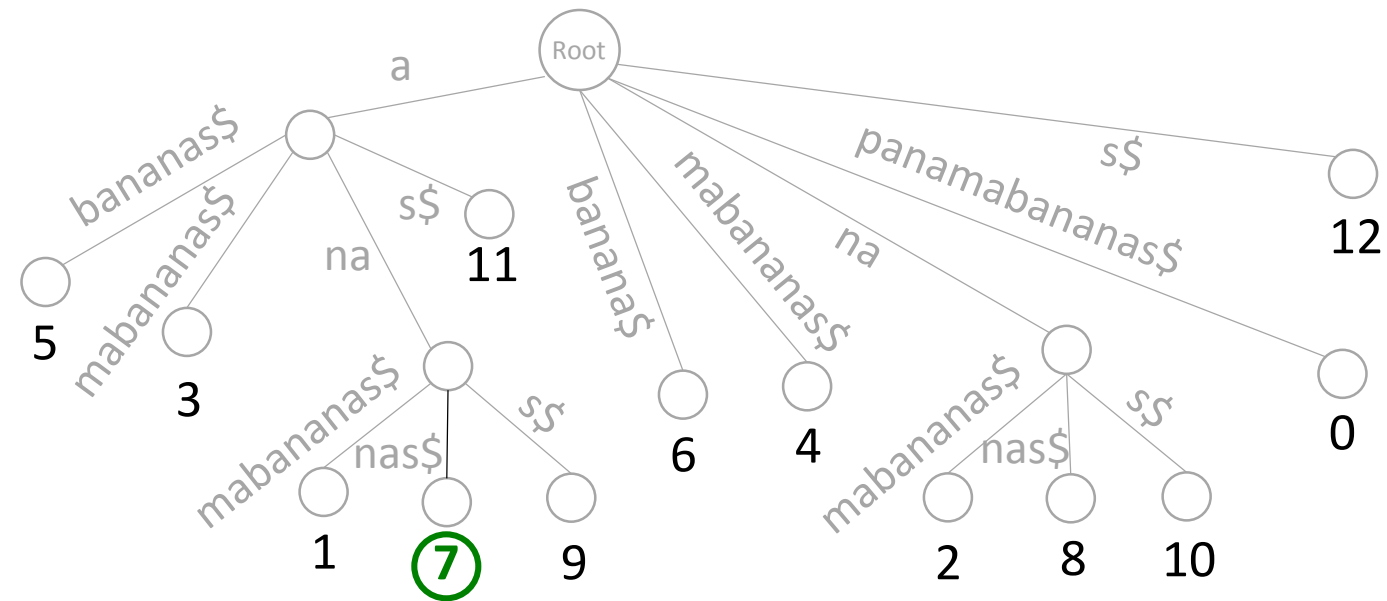 Root
a
bananas$
mabananas$
na
s$
11
5
3
mabananas$
nas$
s$
1
7
9
banana$
6
mabananas$
4
na
mabananas$
nas$
s$
2
8
10
panamabananas$
0
s$
12